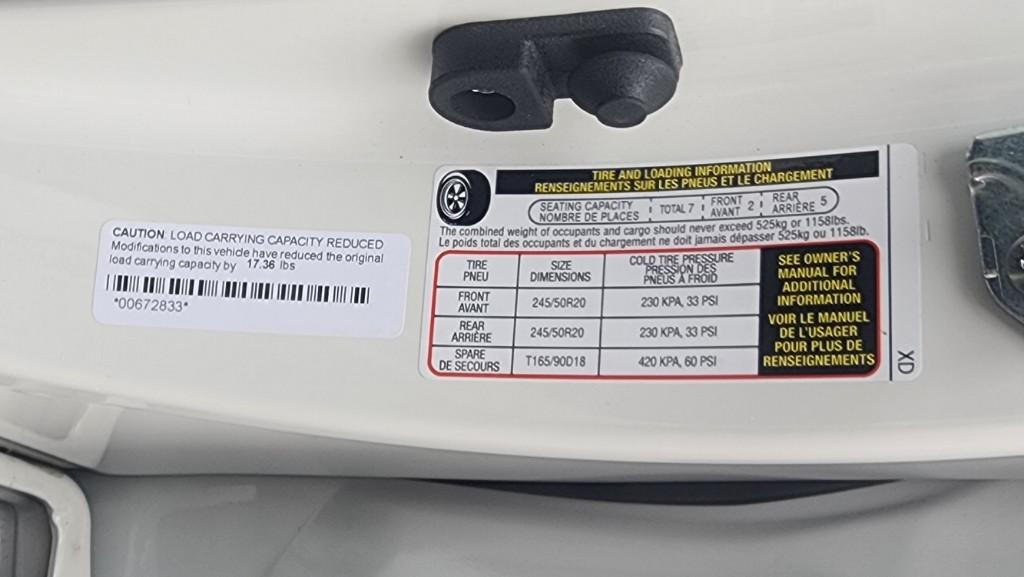 CAUTION: LOAD CARRYING CAPACITY REDUCED
Modifications to this vehicle have reduced the original
load carrying capacity by 17.36 lbs
*00672833*
TIRE AND LOADING INFORMATION
RENSEIGNEMENTS SUR LES PNEUS ET LE CHARGEMENT
SEATING CAPACITY
NOMBRE DE PLACES
TOTAL 7
FRONT
AVANT 2
REAR
ARRIÈRE 5
The combined weight of occupants and cargo should never exceed 525kg or 1158lbs.
Le poids total des occupants et du chargement ne doit jamais dépasser 525kg ou 1158lb.
TIRE
PNEU
SIZE
DIMENSIONS
COLD TIRE PRESSURE
PRESSION DES
PNEUS À FROID
FRONT
AVANT
245/50R20
230 KPA, 33 PSI
REAR
ARRIÈRE
245/50R20
230 KPA, 33 PSI
SPARE
DE SECOURS
T165/90D18
420 KPA, 60 PSI
SEE OWNER'S
MANUAL FOR
ADDITIONAL
INFORMATION
VOIR LE MANUEL
DE L'USAGER
POUR PLUS DE
RENSEIGNEMENTS
XD